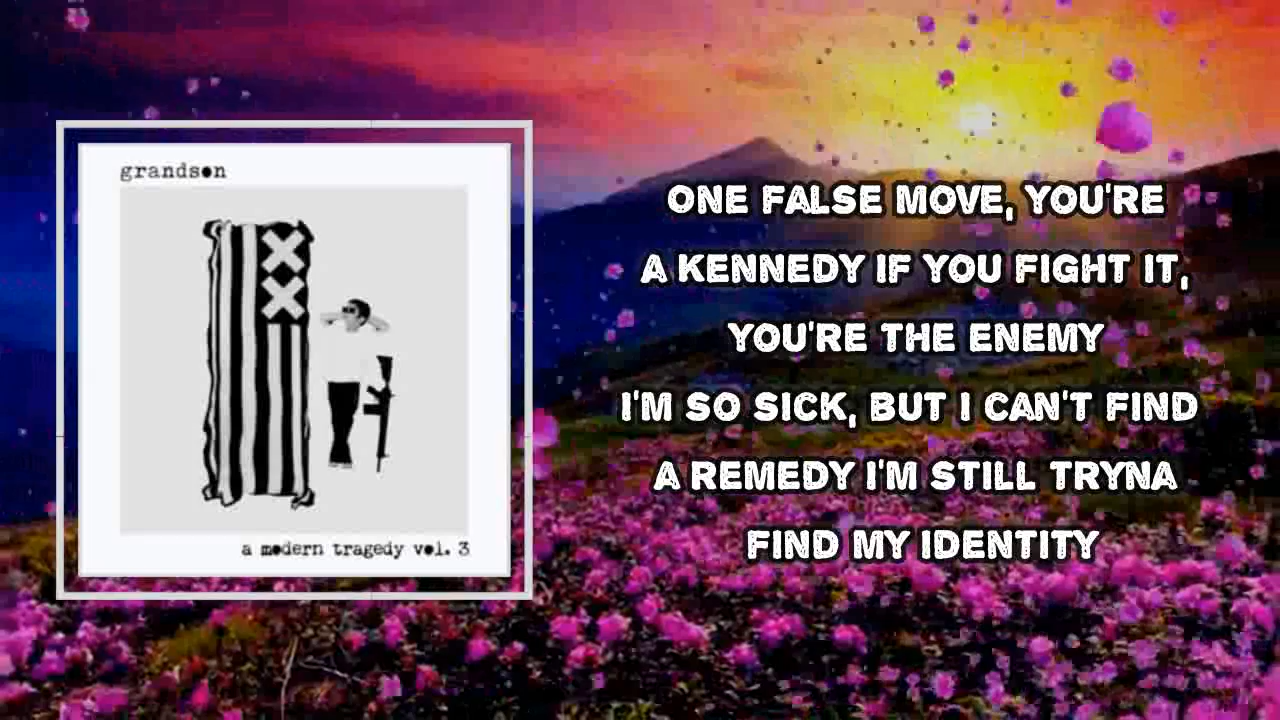 grandson
a modern tragedy vol. 3
ONE FALSE MOVE, YOU'RE
A KENNEDY IF YOU FIGHT IT,
YOU'RE THE ENEMY
I'M SO SICK, BUT I CAN'T FIND
A REMEDY I'M STILL TRYNA
FIND MY IDENTITY